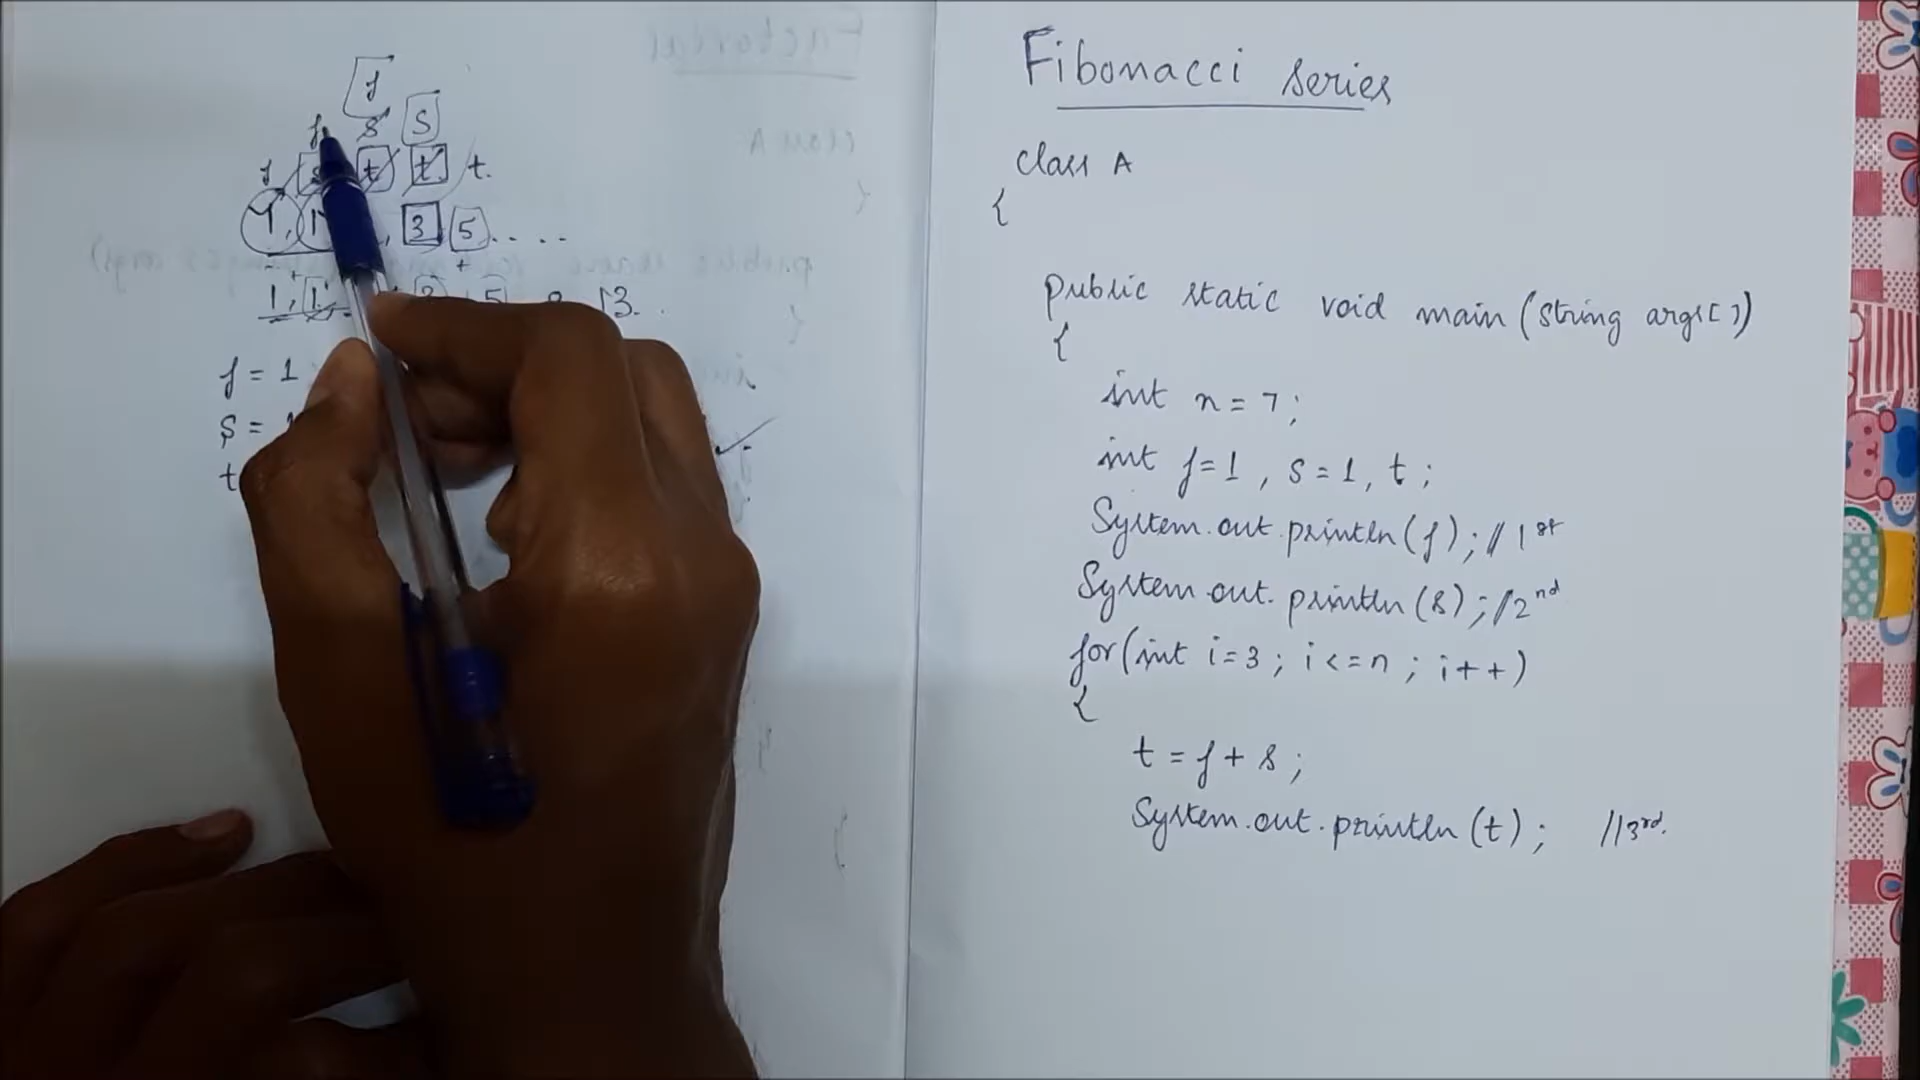 f
f s S
f t t t.
1, 3 5 . . . .
1, 1 13. .
f = 1
S =
t
Fibonacci series
class A
{
public static void main (string args[ ])
{
int n = 7 ;
int f=1 , s = 1, t ;
System.out.println (f) ; // 1st
System.out.println (s) ; //2nd
for (int i=3 ; i <= n ; i++)
{
t = f + s ;
System.out.println (t) ; //3rd.